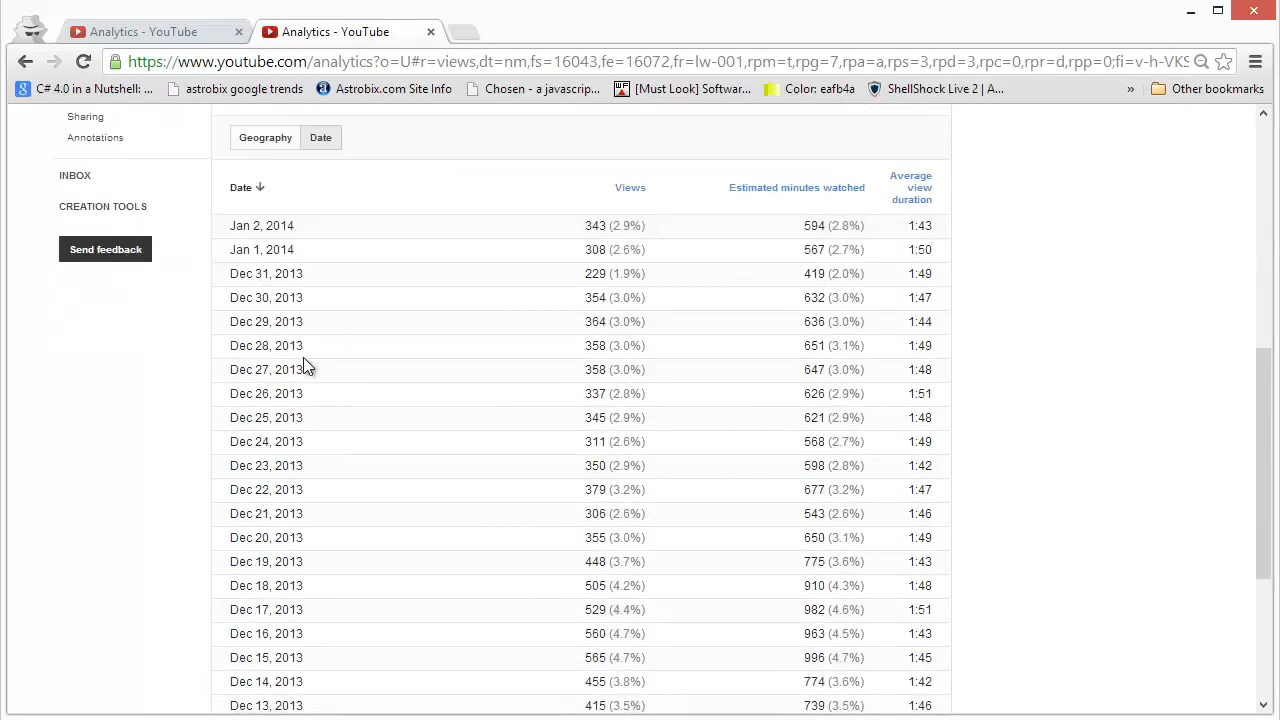 Analytics - YouTube × Analytics - YouTube ×
https://www.youtube.com/analytics?o=U#r=views,dt=nm,fs=16043,fe=16072,fr=lw-001,rpm=t,rpg=7,rpa=a,rps=3,rpd=3,rpc=0,rpr=d,rpp=0;fi=v-h-VKS
C# 4.0 in a Nutshell: ... astrobix google trends Astrobix.com Site Info Chosen - a javascrip... [Must Look] Softwar... Color: eafb4a ShellShock Live 2 | A... » Other bookmarks
Sharing
Annotations
INBOX
CREATION TOOLS
Send feedback
Geography Date
Date Views Estimated minutes watched Average view duration
Jan 2, 2014 343 (2.9%) 594 (2.8%) 1:43
Jan 1, 2014 308 (2.6%) 567 (2.7%) 1:50
Dec 31, 2013 229 (1.9%) 419 (2.0%) 1:49
Dec 30, 2013 354 (3.0%) 632 (3.0%) 1:47
Dec 29, 2013 364 (3.0%) 636 (3.0%) 1:44
Dec 28, 2013 358 (3.0%) 651 (3.1%) 1:49
Dec 27, 2013 358 (3.0%) 647 (3.0%) 1:48
Dec 26, 2013 337 (2.8%) 626 (2.9%) 1:51
Dec 25, 2013 345 (2.9%) 621 (2.9%) 1:48
Dec 24, 2013 311 (2.6%) 568 (2.7%) 1:49
Dec 23, 2013 350 (2.9%) 598 (2.8%) 1:42
Dec 22, 2013 379 (3.2%) 677 (3.2%) 1:47
Dec 21, 2013 306 (2.6%) 543 (2.6%) 1:46
Dec 20, 2013 355 (3.0%) 650 (3.1%) 1:49
Dec 19, 2013 448 (3.7%) 775 (3.6%) 1:43
Dec 18, 2013 505 (4.2%) 910 (4.3%) 1:48
Dec 17, 2013 529 (4.4%) 982 (4.6%) 1:51
Dec 16, 2013 560 (4.7%) 963 (4.5%) 1:43
Dec 15, 2013 565 (4.7%) 996 (4.7%) 1:45
Dec 14, 2013 455 (3.8%) 774 (3.6%) 1:42
Dec 13, 2013 415 (3.5%) 739 (3.5%) 1:46